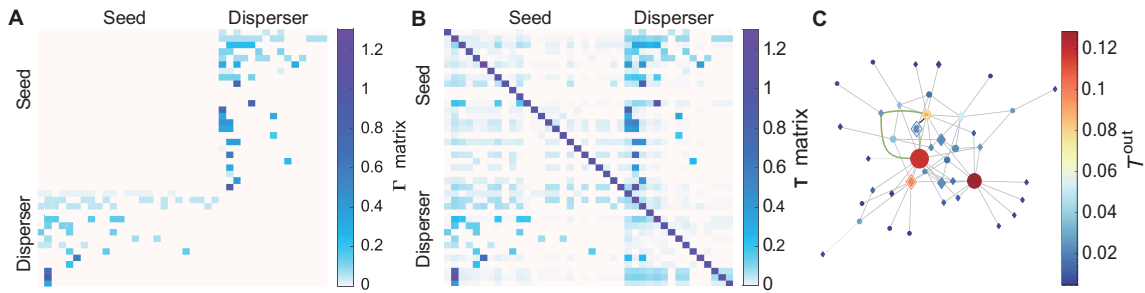 A
Seed Disperser
Seed
Disperser
1.2
1
0.8
0.6
0.4
0.2
0
Γ matrix
B
Seed Disperser
Seed
Disperser
1.2
1
0.8
0.6
0.4
0.2
0
T matrix
C
0.12
0.10
0.08
0.06
0.04
0.02
T^out